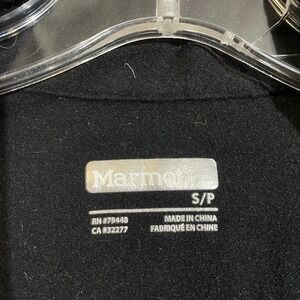 Marmot
S/P
RN #79448 MADE IN CHINA
CA #32277 FABRIQUÉ EN CHINE